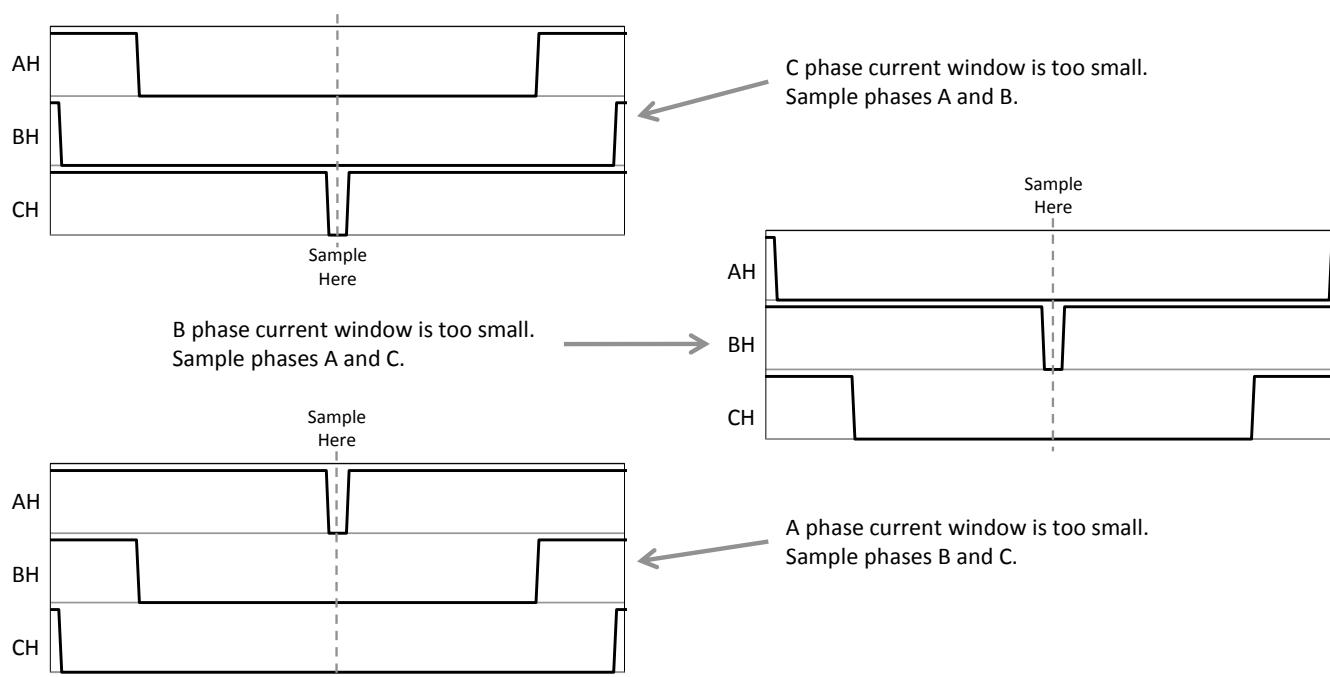 AH
BH
CH
Sample
Here
C phase current window is too small.
Sample phases A and B.
B phase current window is too small.
Sample phases A and C.
Sample
Here
AH
BH
CH
Sample
Here
AH
BH
CH
A phase current window is too small.
Sample phases B and C.